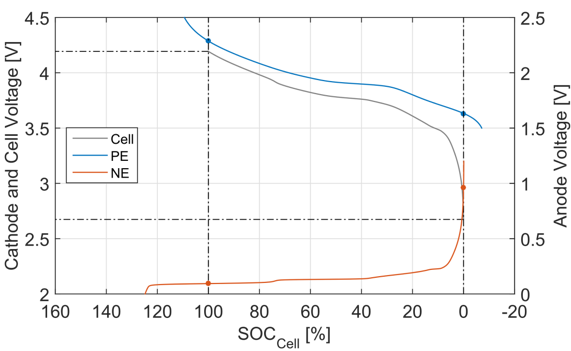 4.5
4
3.5
3
2.5
2
2.5
2
1.5
1
0.5
0
Cathode and Cell Voltage [V]
Anode Voltage [V]
Cell
PE
NE
160 140 120 100 80 60 40 20 0 -20
SOC_Cell [%]